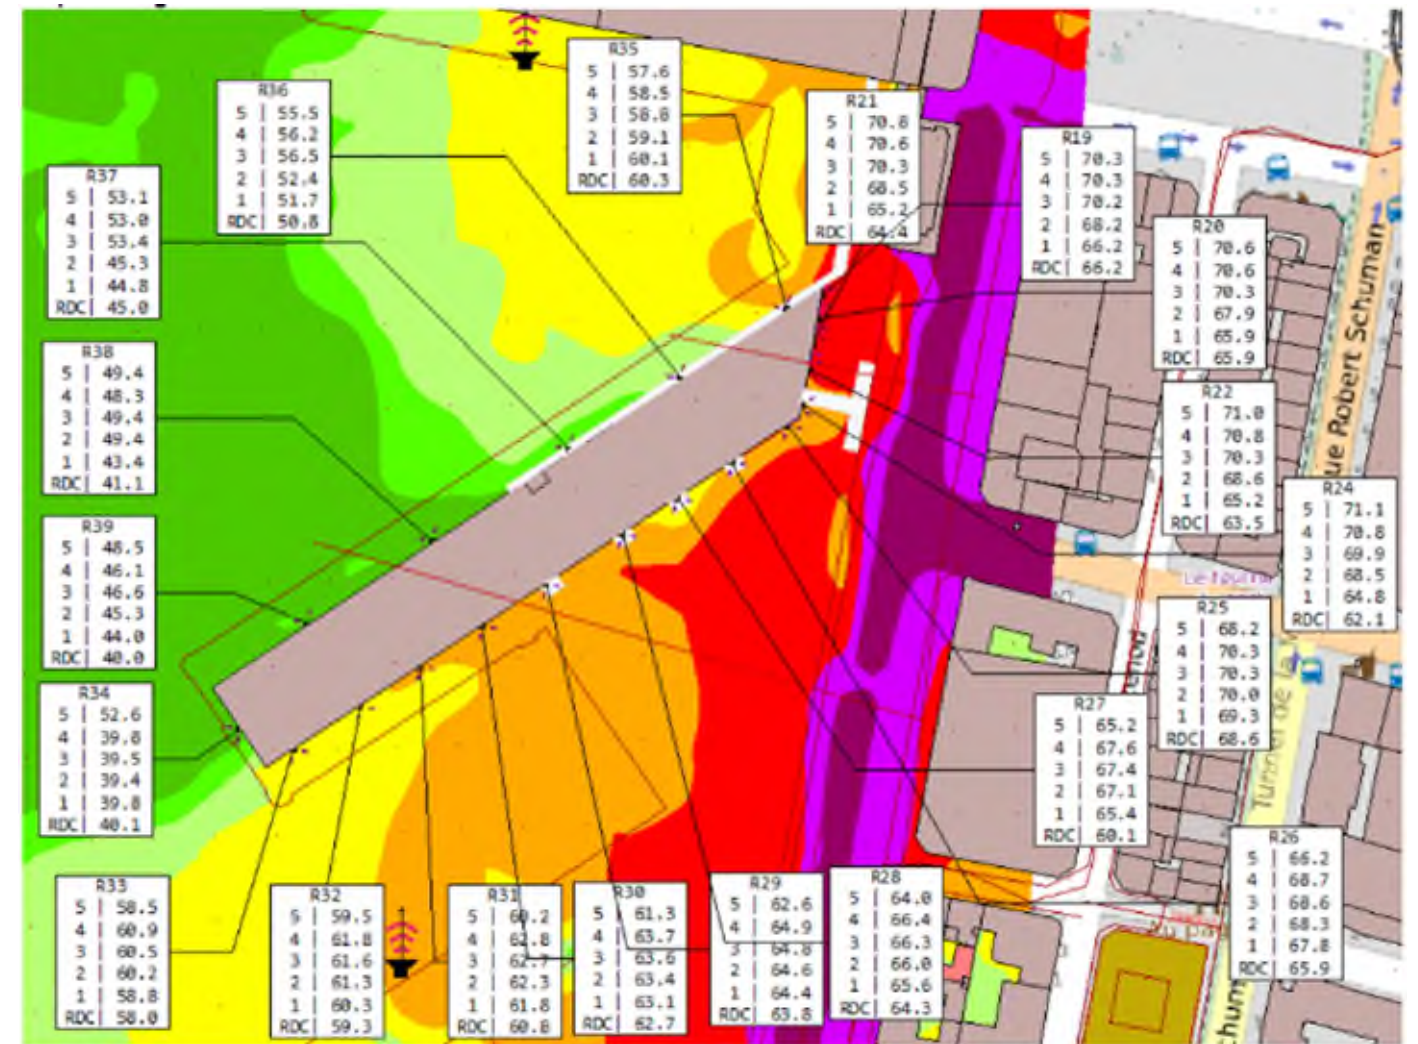 R35
5 | 57.6
4 | 58.5
3 | 58.8
2 | 59.1
1 | 60.1
RDC| 60.3
R36
5 | 55.5
4 | 56.2
3 | 56.5
2 | 52.4
1 | 51.7
RDC| 50.8
R21
5 | 70.8
4 | 70.6
3 | 70.3
2 | 68.5
1 | 65.2
RDC| 64.4
R19
5 | 70.3
4 | 70.3
3 | 70.2
2 | 68.2
1 | 66.2
RDC| 66.2
R37
5 | 53.1
4 | 53.0
3 | 53.4
2 | 45.3
1 | 44.8
RDC| 45.0
R20
5 | 70.6
4 | 70.6
3 | 70.3
2 | 67.9
1 | 65.9
RDC| 65.9
ue Robert Schuman
R38
5 | 49.4
4 | 48.3
3 | 49.4
2 | 49.4
1 | 43.4
RDC| 41.1
R22
5 | 71.0
4 | 70.8
3 | 70.3
2 | 68.6
1 | 65.2
RDC| 63.5
R24
5 | 71.1
4 | 70.8
3 | 69.9
2 | 68.5
1 | 64.8
RDC| 62.1
R39
5 | 48.5
4 | 46.1
3 | 46.6
2 | 45.3
1 | 44.0
RDC| 40.0
R25
5 | 68.2
4 | 70.3
3 | 70.3
2 | 70.0
1 | 69.3
RDC| 68.6
Tunnel de la
R34
5 | 52.6
4 | 39.8
3 | 39.5
2 | 39.4
1 | 39.8
RDC| 40.1
R27
5 | 65.2
4 | 67.6
3 | 67.4
2 | 67.1
1 | 65.4
RDC| 60.1
R26
5 | 66.2
4 | 68.7
3 | 68.6
2 | 68.3
1 | 67.8
RDC| 65.9
R33
5 | 58.5
4 | 60.9
3 | 60.5
2 | 60.2
1 | 58.8
RDC| 58.0
R32
5 | 59.5
4 | 61.8
3 | 61.6
2 | 61.3
1 | 60.3
RDC| 59.3
R31
5 | 60.2
4 | 62.8
3 | 62.7
2 | 62.3
1 | 61.8
RDC| 60.8
R30
5 | 61.3
4 | 63.7
3 | 63.6
2 | 63.4
1 | 63.1
RDC| 62.7
R29
5 | 62.6
4 | 64.9
3 | 64.8
2 | 64.6
1 | 64.4
RDC| 63.8
R28
5 | 64.0
4 | 66.4
3 | 66.3
2 | 66.0
1 | 65.6
RDC| 64.3